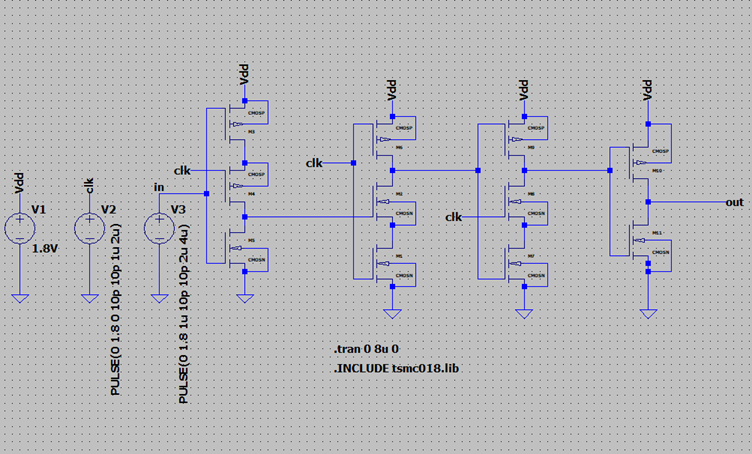 Vdd
Vdd
Vdd
Vdd
CMOSP
M3
CMOSP
M6
CMOSP
M9
CMOSP
M10
clk
CMOSP
M4
clk
Vdd
clk
in
M2
CMOSN
M8
CMOSN
out
V1
V2
V3
clk
1.8V
M5
CMOSN
M11
CMOSN
M1
CMOSN
M7
CMOSN
PULSE(0 1.8 0 10p 10p 1u 2u)
PULSE(0 1.8 1u 10p 10p 2u 4u)
.tran 0 8u 0
.INCLUDE tsmc018.lib